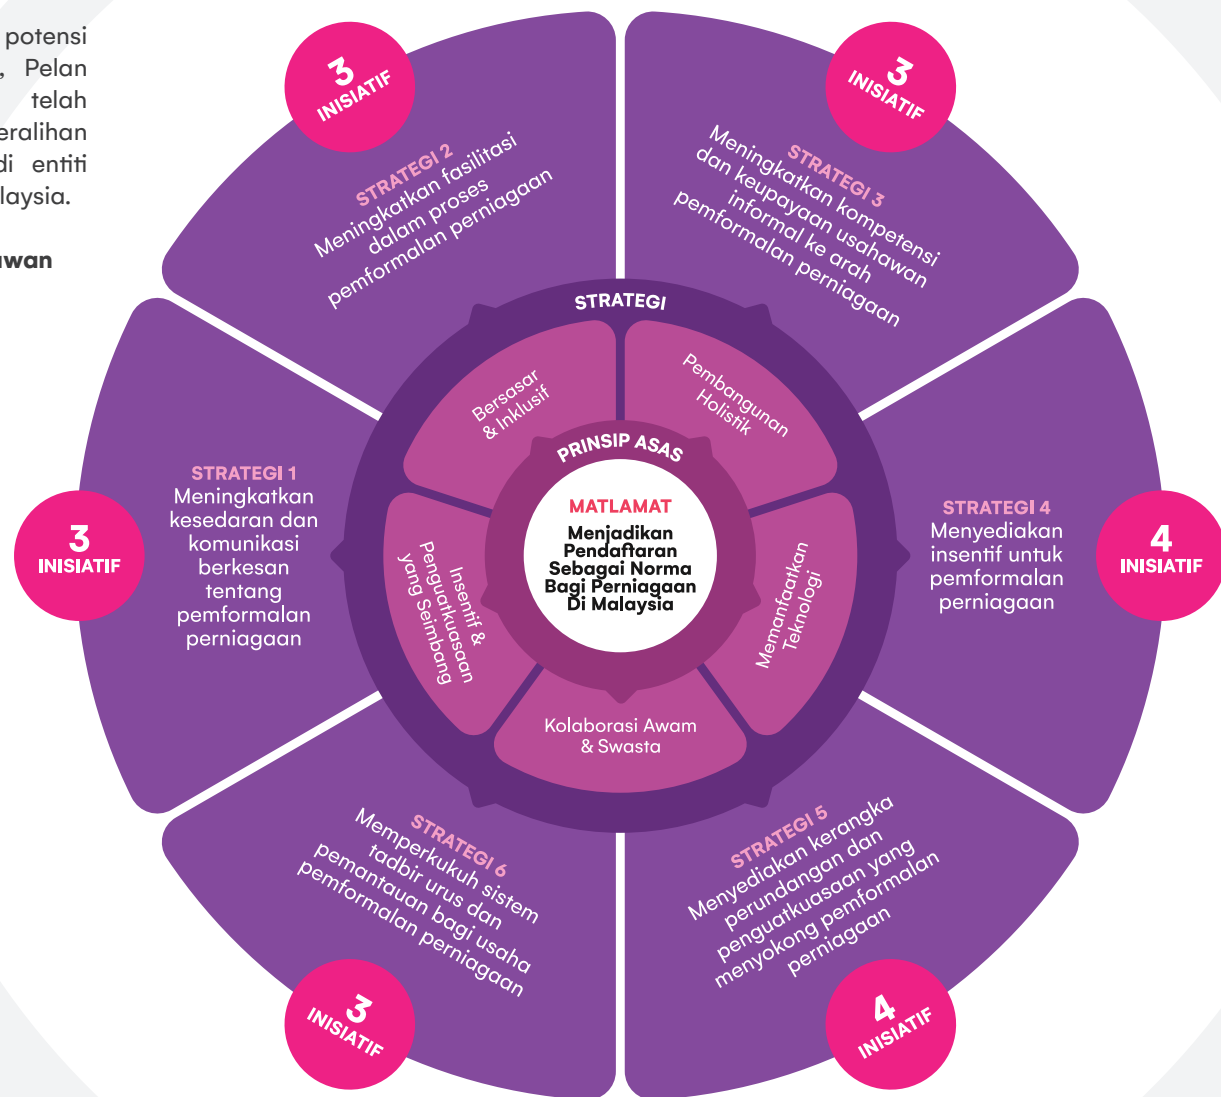 potensi
, Pelan
telah
eralihan
di entiti
laysia.
awan
3
INISIATIF
STRATEGI 2
Meningkatkan fasilitasi
dalam proses
pemformalan perniagaan
3
INISIATIF
STRATEGI 3
Meningkatkan kompetensi
dan keupayaan usahawan
informal ke arah
pemformalan perniagaan
STRATEGI
Bersasar
& Inklusif
Pembangunan
Holistik
PRINSIP ASAS
MATLAMAT
Menjadikan
Pendaftaran
Sebagai Norma
Bagi Perniagaan
Di Malaysia
3
INISIATIF
STRATEGI 1
Meningkatkan
kesedaran dan
komunikasi
berkesan
tentang
pemformalan
perniagaan
Insentif &
Penguatkuasaan
yang Seimbang
Memanfaatkan
Teknologi
STRATEGI 4
Menyediakan
insentif untuk
pemformalan
perniagaan
4
INISIATIF
Kolaborasi Awam
& Swasta
STRATEGI 6
Memperkukuh sistem
tadbir urus dan
pemantauan bagi usaha
pemformalan perniagaan
3
INISIATIF
STRATEGI 5
Menyediakan kerangka
perundangan dan
penguatkuasaan yang
menyokong pemformalan
perniagaan
4
INISIATIF